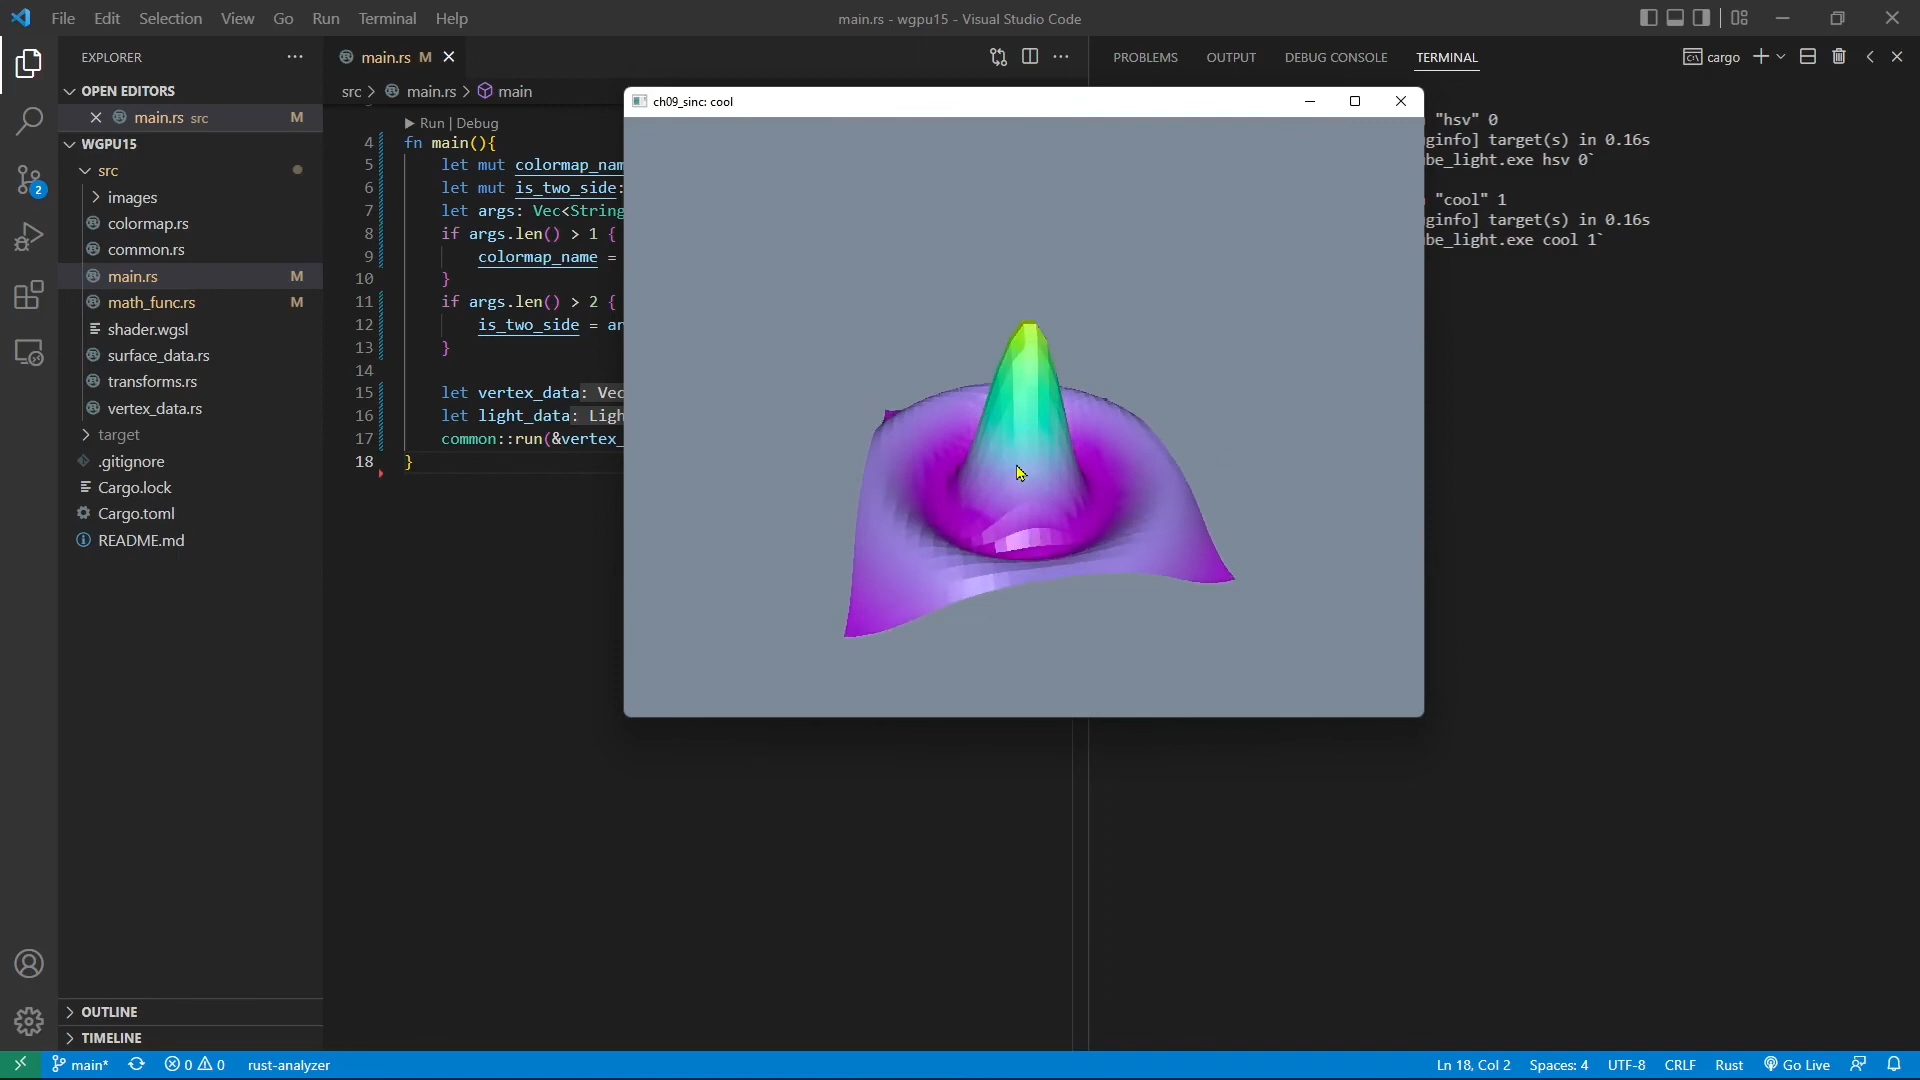 File Edit Selection View Go Run Terminal Help
main.rs - wgpu15 - Visual Studio Code
EXPLORER
OPEN EDITORS
main.rs src M
WGPU15
src
images
colormap.rs
common.rs
main.rs M
math_func.rs M
shader.wgsl
surface_data.rs
transforms.rs
vertex_data.rs
target
.gitignore
Cargo.lock
Cargo.toml
README.md
OUTLINE
TIMELINE
2
main.rs M
src > main.rs > main
Run | Debug
4 fn main(){
5 let mut colormap_nam
6 let mut is_two_side:
7 let args: Vec<String
8 if args.len() > 1 {
9 colormap_name =
10 }
11 if args.len() > 2 {
12 is_two_side = ar
13 }
14
15 let vertex_data: Vec
16 let light_data: Ligh
17 common::run(&vertex_
18 }
ch09_sinc: cool
PROBLEMS OUTPUT DEBUG CONSOLE TERMINAL
cargo
"hsv" 0
ginfo] target(s) in 0.16s
be_light.exe hsv 0`
"cool" 1
ginfo] target(s) in 0.16s
be_light.exe cool 1`
main* 0 0 rust-analyzer
Ln 18, Col 2 Spaces: 4 UTF-8 CRLF Rust Go Live